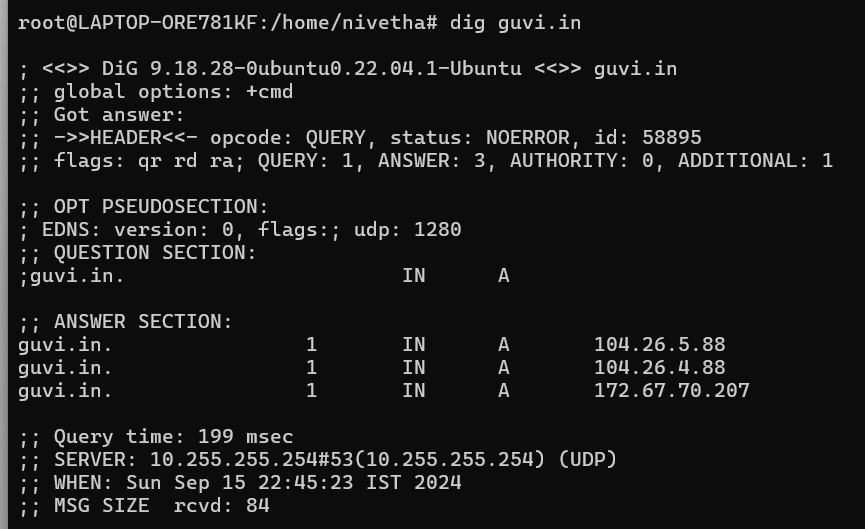 root@LAPTOP-ORE781KF:/home/nivetha# dig guvi.in
; <<>> DiG 9.18.28-0ubuntu0.22.04.1-Ubuntu <<>> guvi.in
;; global options: +cmd
;; Got answer:
;; ->>HEADER<<- opcode: QUERY, status: NOERROR, id: 58895
;; flags: qr rd ra; QUERY: 1, ANSWER: 3, AUTHORITY: 0, ADDITIONAL: 1
;; OPT PSEUDOSECTION:
; EDNS: version: 0, flags:; udp: 1280
;; QUESTION SECTION:
;guvi.in. IN A
;; ANSWER SECTION:
guvi.in. 1 IN A 104.26.5.88
guvi.in. 1 IN A 104.26.4.88
guvi.in. 1 IN A 172.67.70.207
;; Query time: 199 msec
;; SERVER: 10.255.255.254#53(10.255.255.254) (UDP)
;; WHEN: Sun Sep 15 22:45:23 IST 2024
;; MSG SIZE  rcvd: 84